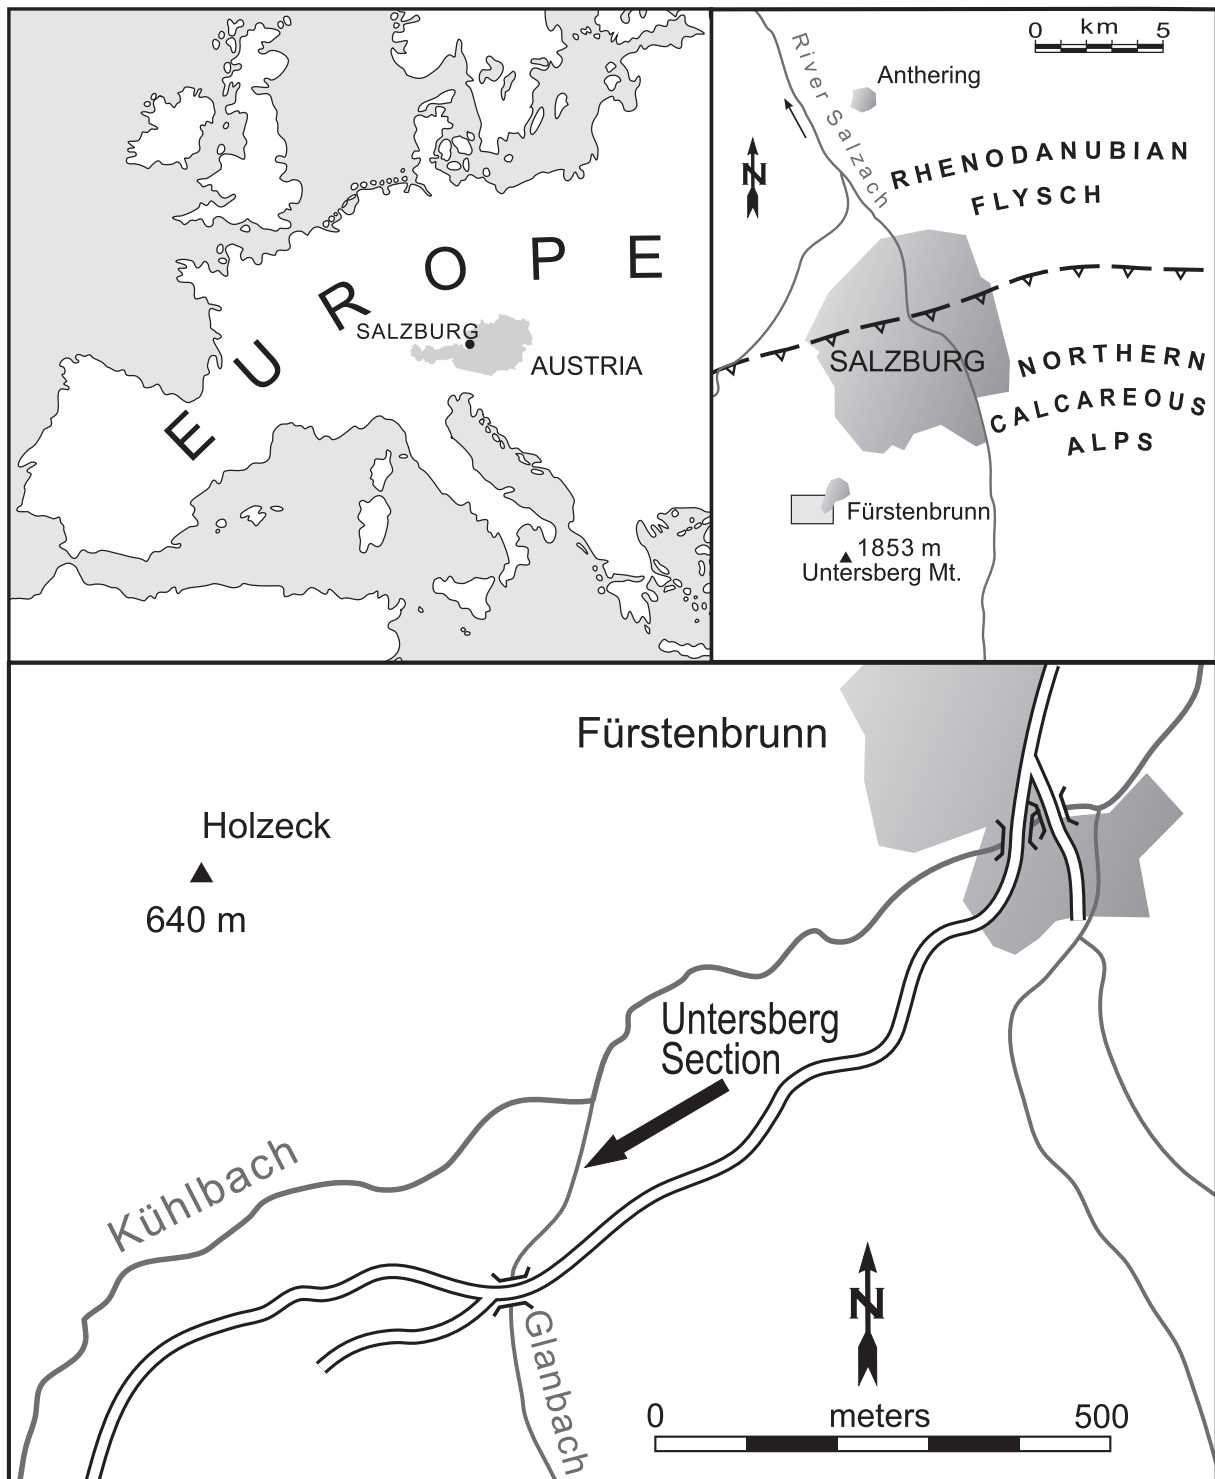 EUROPE
SALZBURG
AUSTRIA
0 km 5
River Salzach
Anthering
N
RHENODANUBIAN
FLYSCH
SALZBURG
NORTHERN
CALCAREOUS
ALPS
Fürstenbrunn
1853 m
Untersberg Mt.
Fürstenbrunn
Holzeck
640 m
Untersberg
Section
Kühlbach
Glanbach
N
0 meters 500